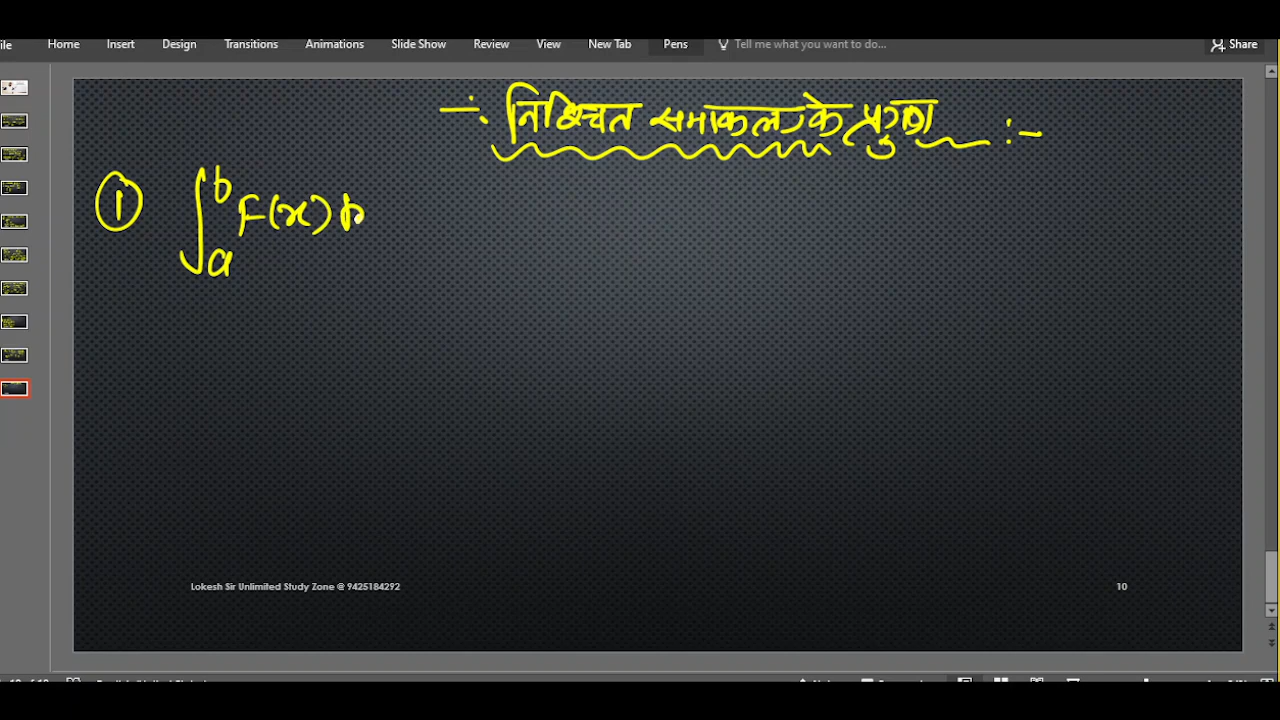 File Home Insert Design Transitions Animations Slide Show Review View New Tab Pens Tell me what you want to do... Share
-: निश्चित समाकलन के प्रगुण :-
① ∫ₐᵇ F(x)
Lokesh Sir Unlimited Study Zone @ 9425184292 10